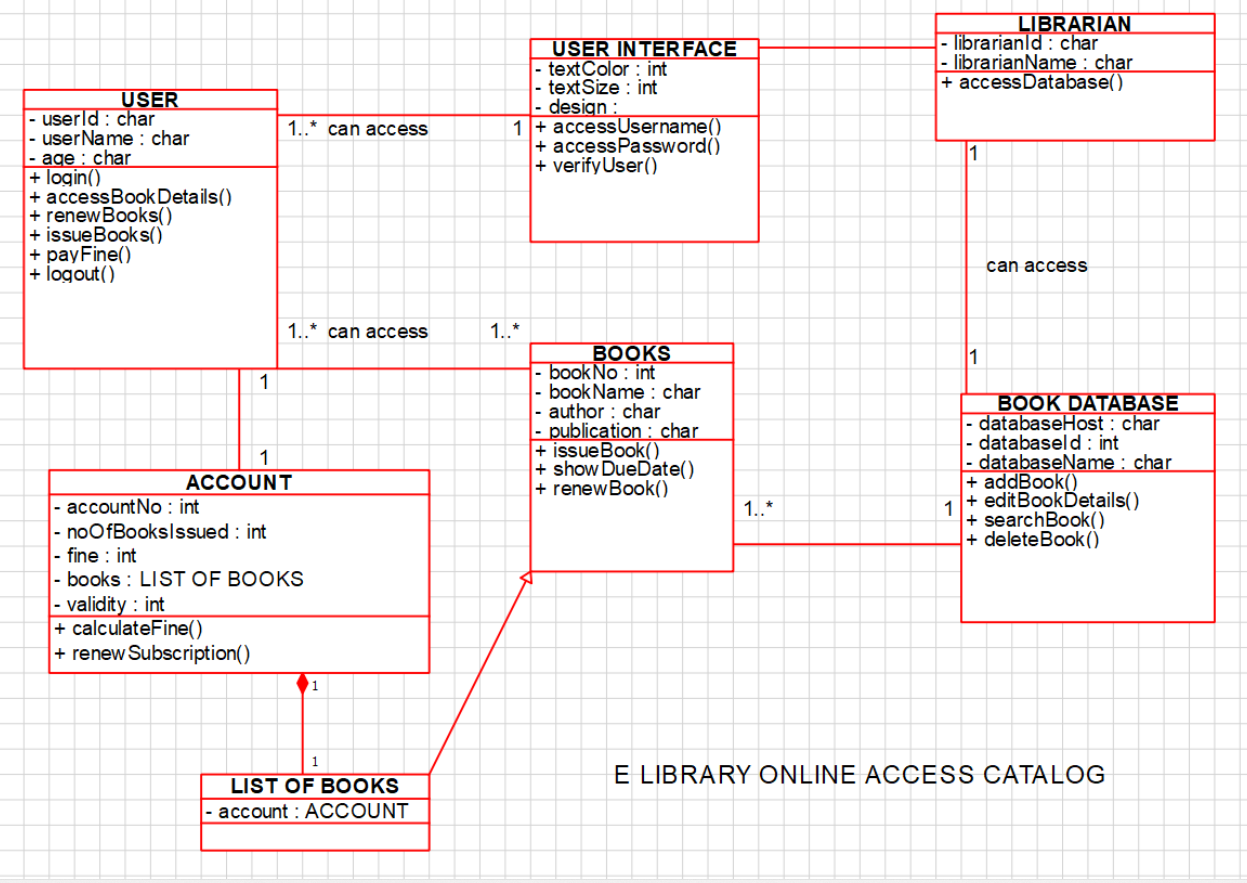 USER
- userId : char
- userName : char
- age : char
+ login()
+ accessBookDetails()
+ renewBooks()
+ issueBooks()
+ payFine()
+ logout()
1..* can access 1
USER INTERFACE
- textColor : int
- textSize : int
- design :
+ accessUsername()
+ accessPassword()
+ verifyUser()
LIBRARIAN
- librarianId : char
- librarianName : char
+ accessDatabase()
1
can access
1
1..* can access 1..*
BOOKS
- bookNo : int
- bookName : char
- author : char
- publication : char
+ issueBook()
+ showDueDate()
+ renewBook()
1..* 1
BOOK DATABASE
- databaseHost : char
- databaseId : int
- databaseName : char
+ addBook()
+ editBookDetails()
+ searchBook()
+ deleteBook()
1
1
ACCOUNT
- accountNo : int
- noOfBooksIssued : int
- fine : int
- books : LIST OF BOOKS
- validity : int
+ calculateFine()
+ renewSubscription()
1
1
LIST OF BOOKS
- account : ACCOUNT
E LIBRARY ONLINE ACCESS CATALOG